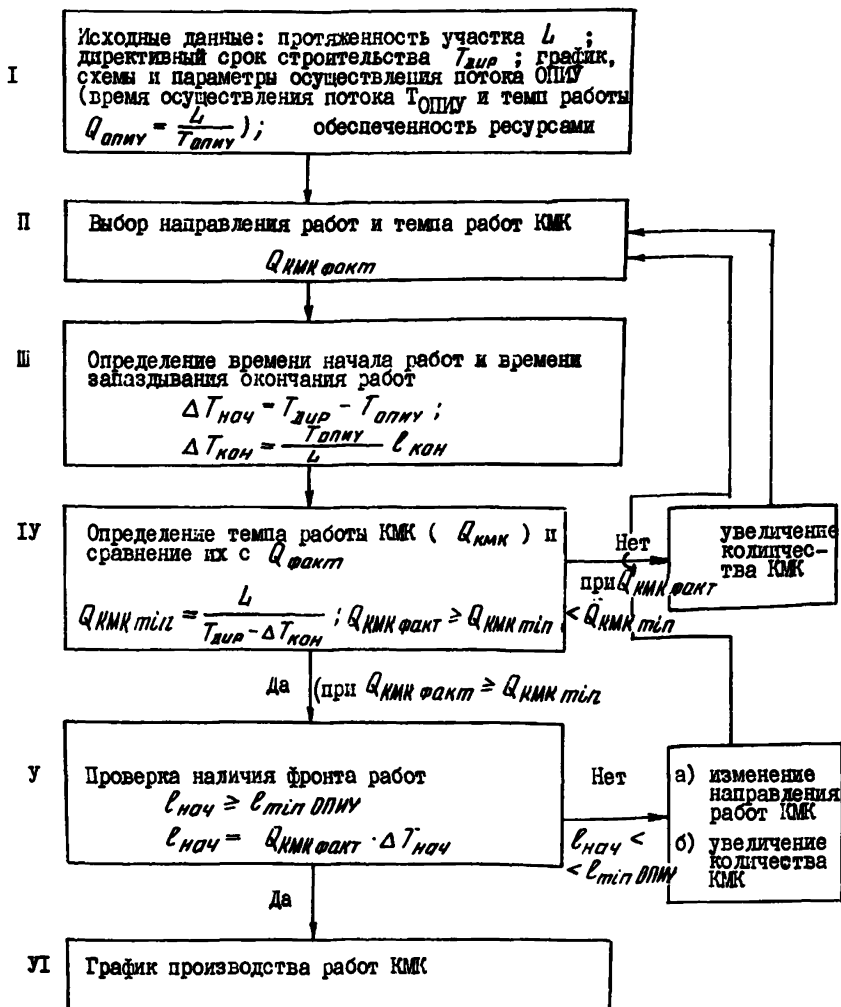 I
Исходные данные: протяженность участка L ;
директивный срок строительства Tдир ; график,
схемы и параметры осуществления потока ОПИУ
(время осуществления потока TОПИУ и темп работы
Qопиу = L / Tопиу ); обеспеченность ресурсами
П
Выбор направления работ и темпа работ КМК
QКМК факт
Ш
Определение времени начала работ и времени
запаздывания окончания работ
ΔTнач = Tдир - Tопиу ;
ΔTкон = Tопиу / L ℓкон
IУ
Определение темпа работы КМК ( Qкмк ) и
сравнение их с Qфакт
QКМК min = L / Tдир - ΔTкон ; QКМК факт ≥ QКМК min
Нет
при QКМК факт
< QКМК min
увеличение
количес-
тва КМК
Да (при QКМК факт ≥ QКМК min
У
Проверка наличия фронта работ
ℓнач ≥ ℓmin ОПИУ
ℓнач = QКМК факт · ΔTнач
Нет
ℓнач <
< ℓmin ОПИУ
а) изменение
направления
работ КМК
б) увеличение
количества
КМК
Да
УI
График производства работ КМК